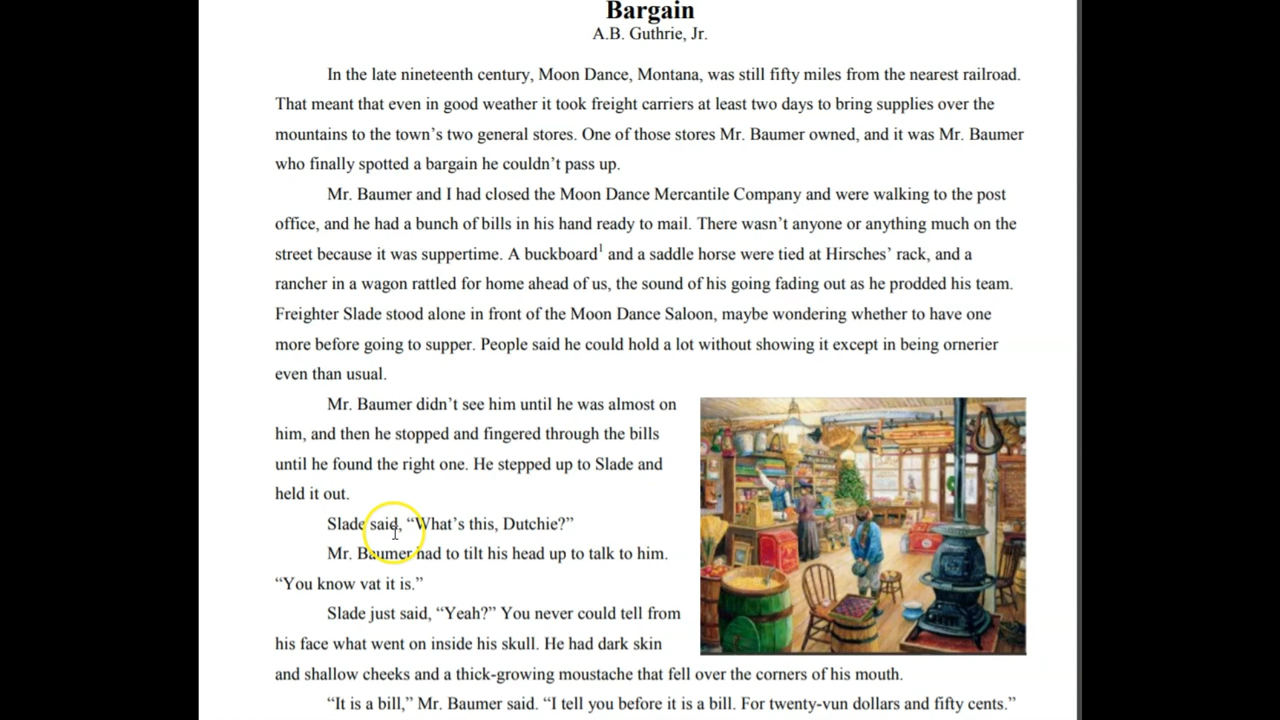 Bargain
A.B. Guthrie, Jr.
In the late nineteenth century, Moon Dance, Montana, was still fifty miles from the nearest railroad.
That meant that even in good weather it took freight carriers at least two days to bring supplies over the
mountains to the town’s two general stores. One of those stores Mr. Baumer owned, and it was Mr. Baumer
who finally spotted a bargain he couldn’t pass up.
Mr. Baumer and I had closed the Moon Dance Mercantile Company and were walking to the post
office, and he had a bunch of bills in his hand ready to mail. There wasn’t anyone or anything much on the
street because it was suppertime. A buckboard¹ and a saddle horse were tied at Hirsches’ rack, and a
rancher in a wagon rattled for home ahead of us, the sound of his going fading out as he prodded his team.
Freighter Slade stood alone in front of the Moon Dance Saloon, maybe wondering whether to have one
more before going to supper. People said he could hold a lot without showing it except in being ornerier
even than usual.
Mr. Baumer didn’t see him until he was almost on
him, and then he stopped and fingered through the bills
until he found the right one. He stepped up to Slade and
held it out.
Slade said, “What’s this, Dutchie?”
Mr. Baumer had to tilt his head up to talk to him.
“You know vat it is.”
Slade just said, “Yeah?” You never could tell from
his face what went on inside his skull. He had dark skin
and shallow cheeks and a thick-growing moustache that fell over the corners of his mouth.
“It is a bill,” Mr. Baumer said. “I tell you before it is a bill. For twenty-vun dollars and fifty cents.”